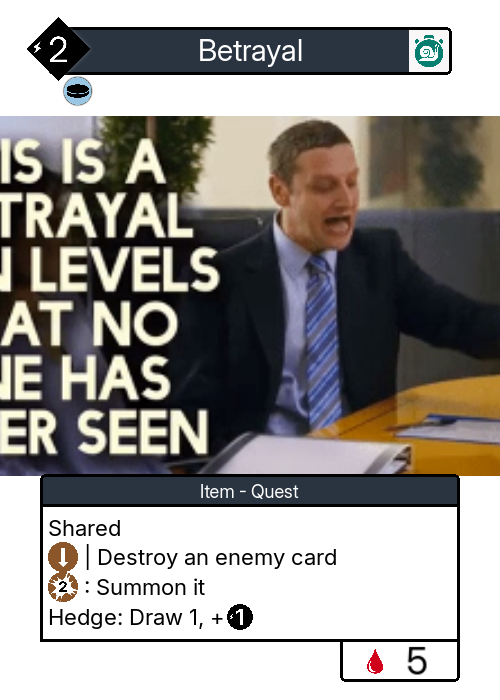 2
Betrayal
IS IS A
TRAYAL
N LEVELS
AT NO
NE HAS
ER SEEN
Item - Quest
Shared
| Destroy an enemy card
2 : Summon it
Hedge: Draw 1, + 1
5